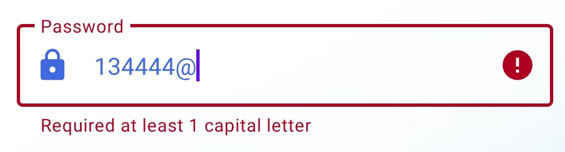 Password
134444@
Required at least 1 capital letter